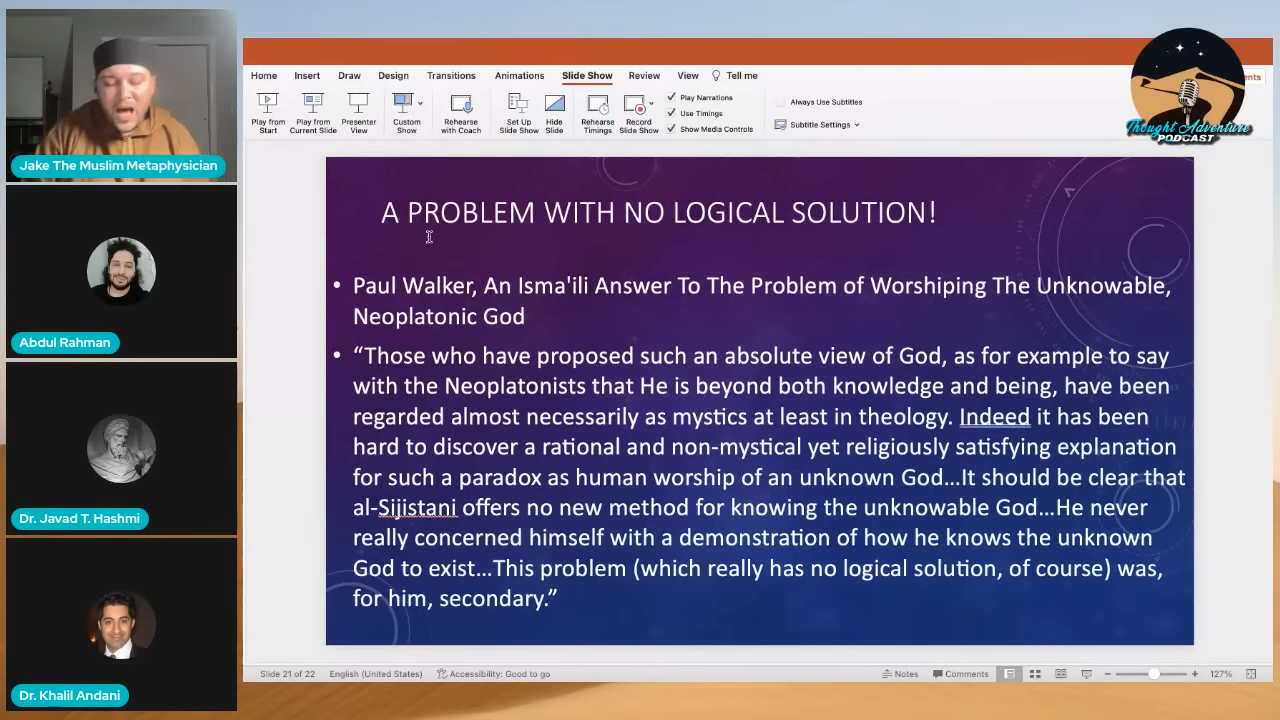 Jake The Muslim Metaphysician
Abdul Rahman
Dr. Javad T. Hashmi
Dr. Khalil Andani
Home Insert Draw Design Transitions Animations Slide Show Review View Tell me
ents
Play from Start
Play from Current Slide
Presenter View
Custom Show
Rehearse with Coach
Set Up Slide Show
Hide Slide
Rehearse Timings
Record Slide Show
Play Narrations
Use Timings
Show Media Controls
Always Use Subtitles
Subtitle Settings
Thought Adventure
PODCAST
A PROBLEM WITH NO LOGICAL SOLUTION!
• Paul Walker, An Isma'ili Answer To The Problem of Worshiping The Unknowable,
Neoplatonic God
• “Those who have proposed such an absolute view of God, as for example to say
with the Neoplatonists that He is beyond both knowledge and being, have been
regarded almost necessarily as mystics at least in theology. Indeed it has been
hard to discover a rational and non-mystical yet religiously satisfying explanation
for such a paradox as human worship of an unknown God…It should be clear that
al-Sijistani offers no new method for knowing the unknowable God…He never
really concerned himself with a demonstration of how he knows the unknown
God to exist…This problem (which really has no logical solution, of course) was,
for him, secondary.”
Slide 21 of 22 English (United States) Accessibility: Good to go Notes Comments 127%